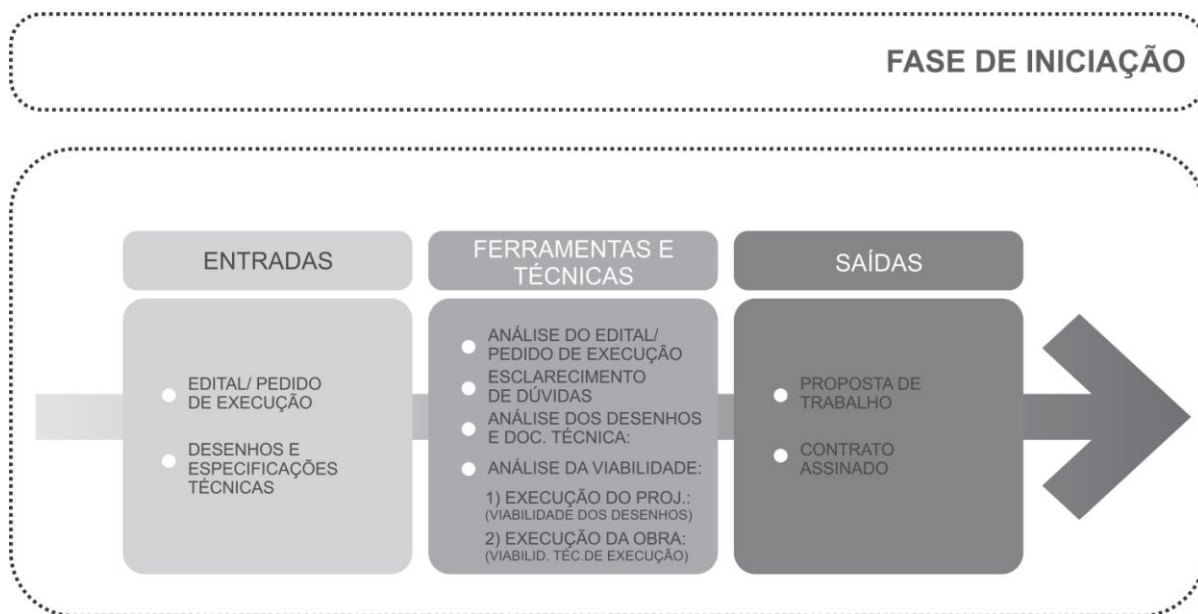 FASE DE INICIAÇÃO
ENTRADAS
EDITAL/ PEDIDO
DE EXECUÇÃO
DESENHOS E
ESPECIFICAÇÕES
TÉCNICAS
FERRAMENTAS E
TÉCNICAS
ANÁLISE DO EDITAL/
PEDIDO DE EXECUÇÃO
ESCLARECIMENTO
DE DÚVIDAS
ANÁLISE DOS DESENHOS
E DOC. TÉCNICA:
ANÁLISE DA VIABILIDADE:
1) EXECUÇÃO DO PROJ.:
(VIABILIDADE DOS DESENHOS)
2) EXECUÇÃO DA OBRA:
(VIABILID. TÉC.DE EXECUÇÃO)
SAÍDAS
PROPOSTA DE
TRABALHO
CONTRATO
ASSINADO